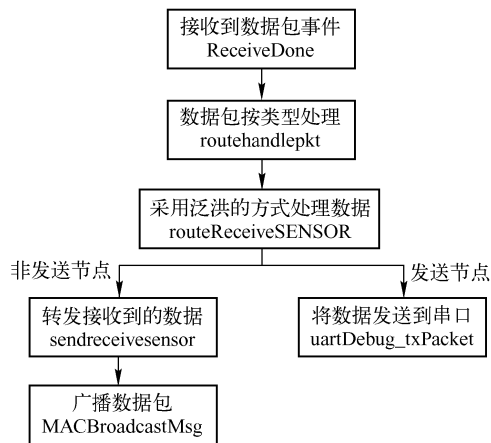 接收到数据包事件
ReceiveDone
数据包按类型处理
routehandlepkt
采用泛洪的方式处理数据
routeReceiveSENSOR
非发送节点
发送节点
转发接收到的数据
sendreceivesensor
将数据发送到串口
uartDebug_txPacket
广播数据包
MACBroadcastMsg